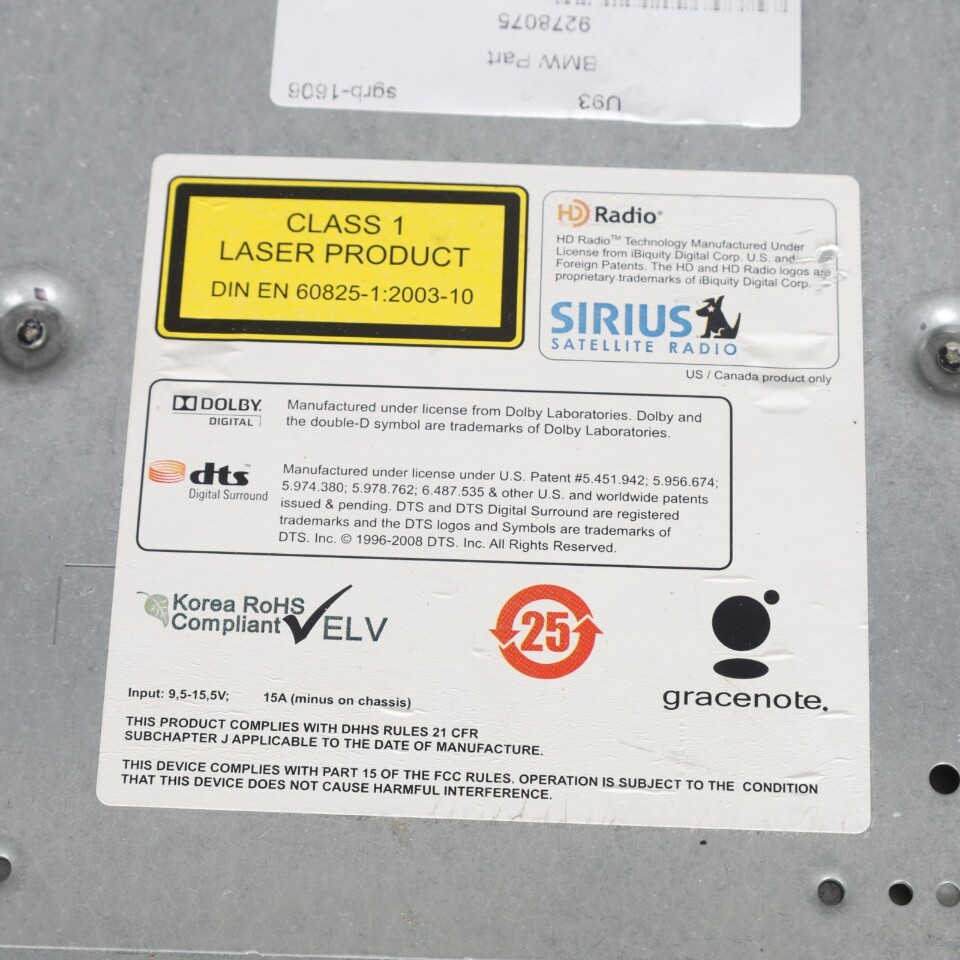 9278075
BMW Part
sgrb-1606
U93
CLASS 1
LASER PRODUCT
DIN EN 60825-1:2003-10
HD Radio®
HD Radio™ Technology Manufactured Under
License from iBiquity Digital Corp. U.S. and
Foreign Patents. The HD and HD Radio logos are
proprietary trademarks of iBiquity Digital Corp.
SIRIUS
SATELLITE RADIO
US / Canada product only
DOLBY.
DIGITAL
Manufactured under license from Dolby Laboratories. Dolby and
the double-D symbol are trademarks of Dolby Laboratories.
dts™
Digital Surround
Manufactured under license under U.S. Patent #5.451.942; 5.956.674;
5.974.380; 5.978.762; 6.487.535 & other U.S. and worldwide patents
issued & pending. DTS and DTS Digital Surround are registered
trademarks and the DTS logos and Symbols are trademarks of
DTS. Inc. © 1996-2008 DTS. Inc. All Rights Reserved.
Korea RoHS
Compliant
ELV
25
gracenote.
Input: 9,5-15,5V; 15A (minus on chassis)
THIS PRODUCT COMPLIES WITH DHHS RULES 21 CFR
SUBCHAPTER J APPLICABLE TO THE DATE OF MANUFACTURE.
THIS DEVICE COMPLIES WITH PART 15 OF THE FCC RULES. OPERATION IS SUBJECT TO THE CONDITION
THAT THIS DEVICE DOES NOT CAUSE HARMFUL INTERFERENCE.